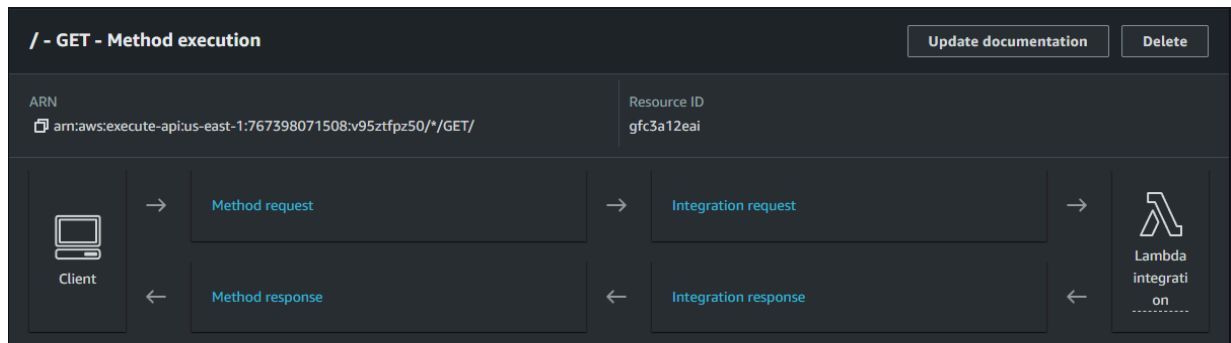 / - GET - Method execution
Update documentation
Delete
ARN
arn:aws:execute-api:us-east-1:767398071508:v95ztfpz50/*/GET/
Resource ID
gfc3a12eai
Client
Method request
Integration request
Method response
Integration response
Lambda
integrati
on